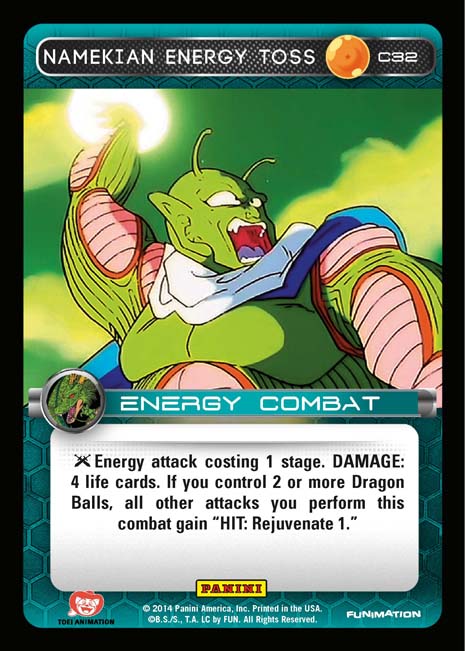 NAMEKIAN ENERGY TOSS C32
ENERGY COMBAT
Energy attack costing 1 stage. DAMAGE:
4 life cards. If you control 2 or more Dragon
Balls, all other attacks you perform this
combat gain “HIT: Rejuvenate 1.”
PANINI
© 2014 Panini America, Inc. Printed in the USA.
©B.S./S., T.A. LC by FUN. All Rights Reserved.
TOEI ANIMATION
FUNIMATION